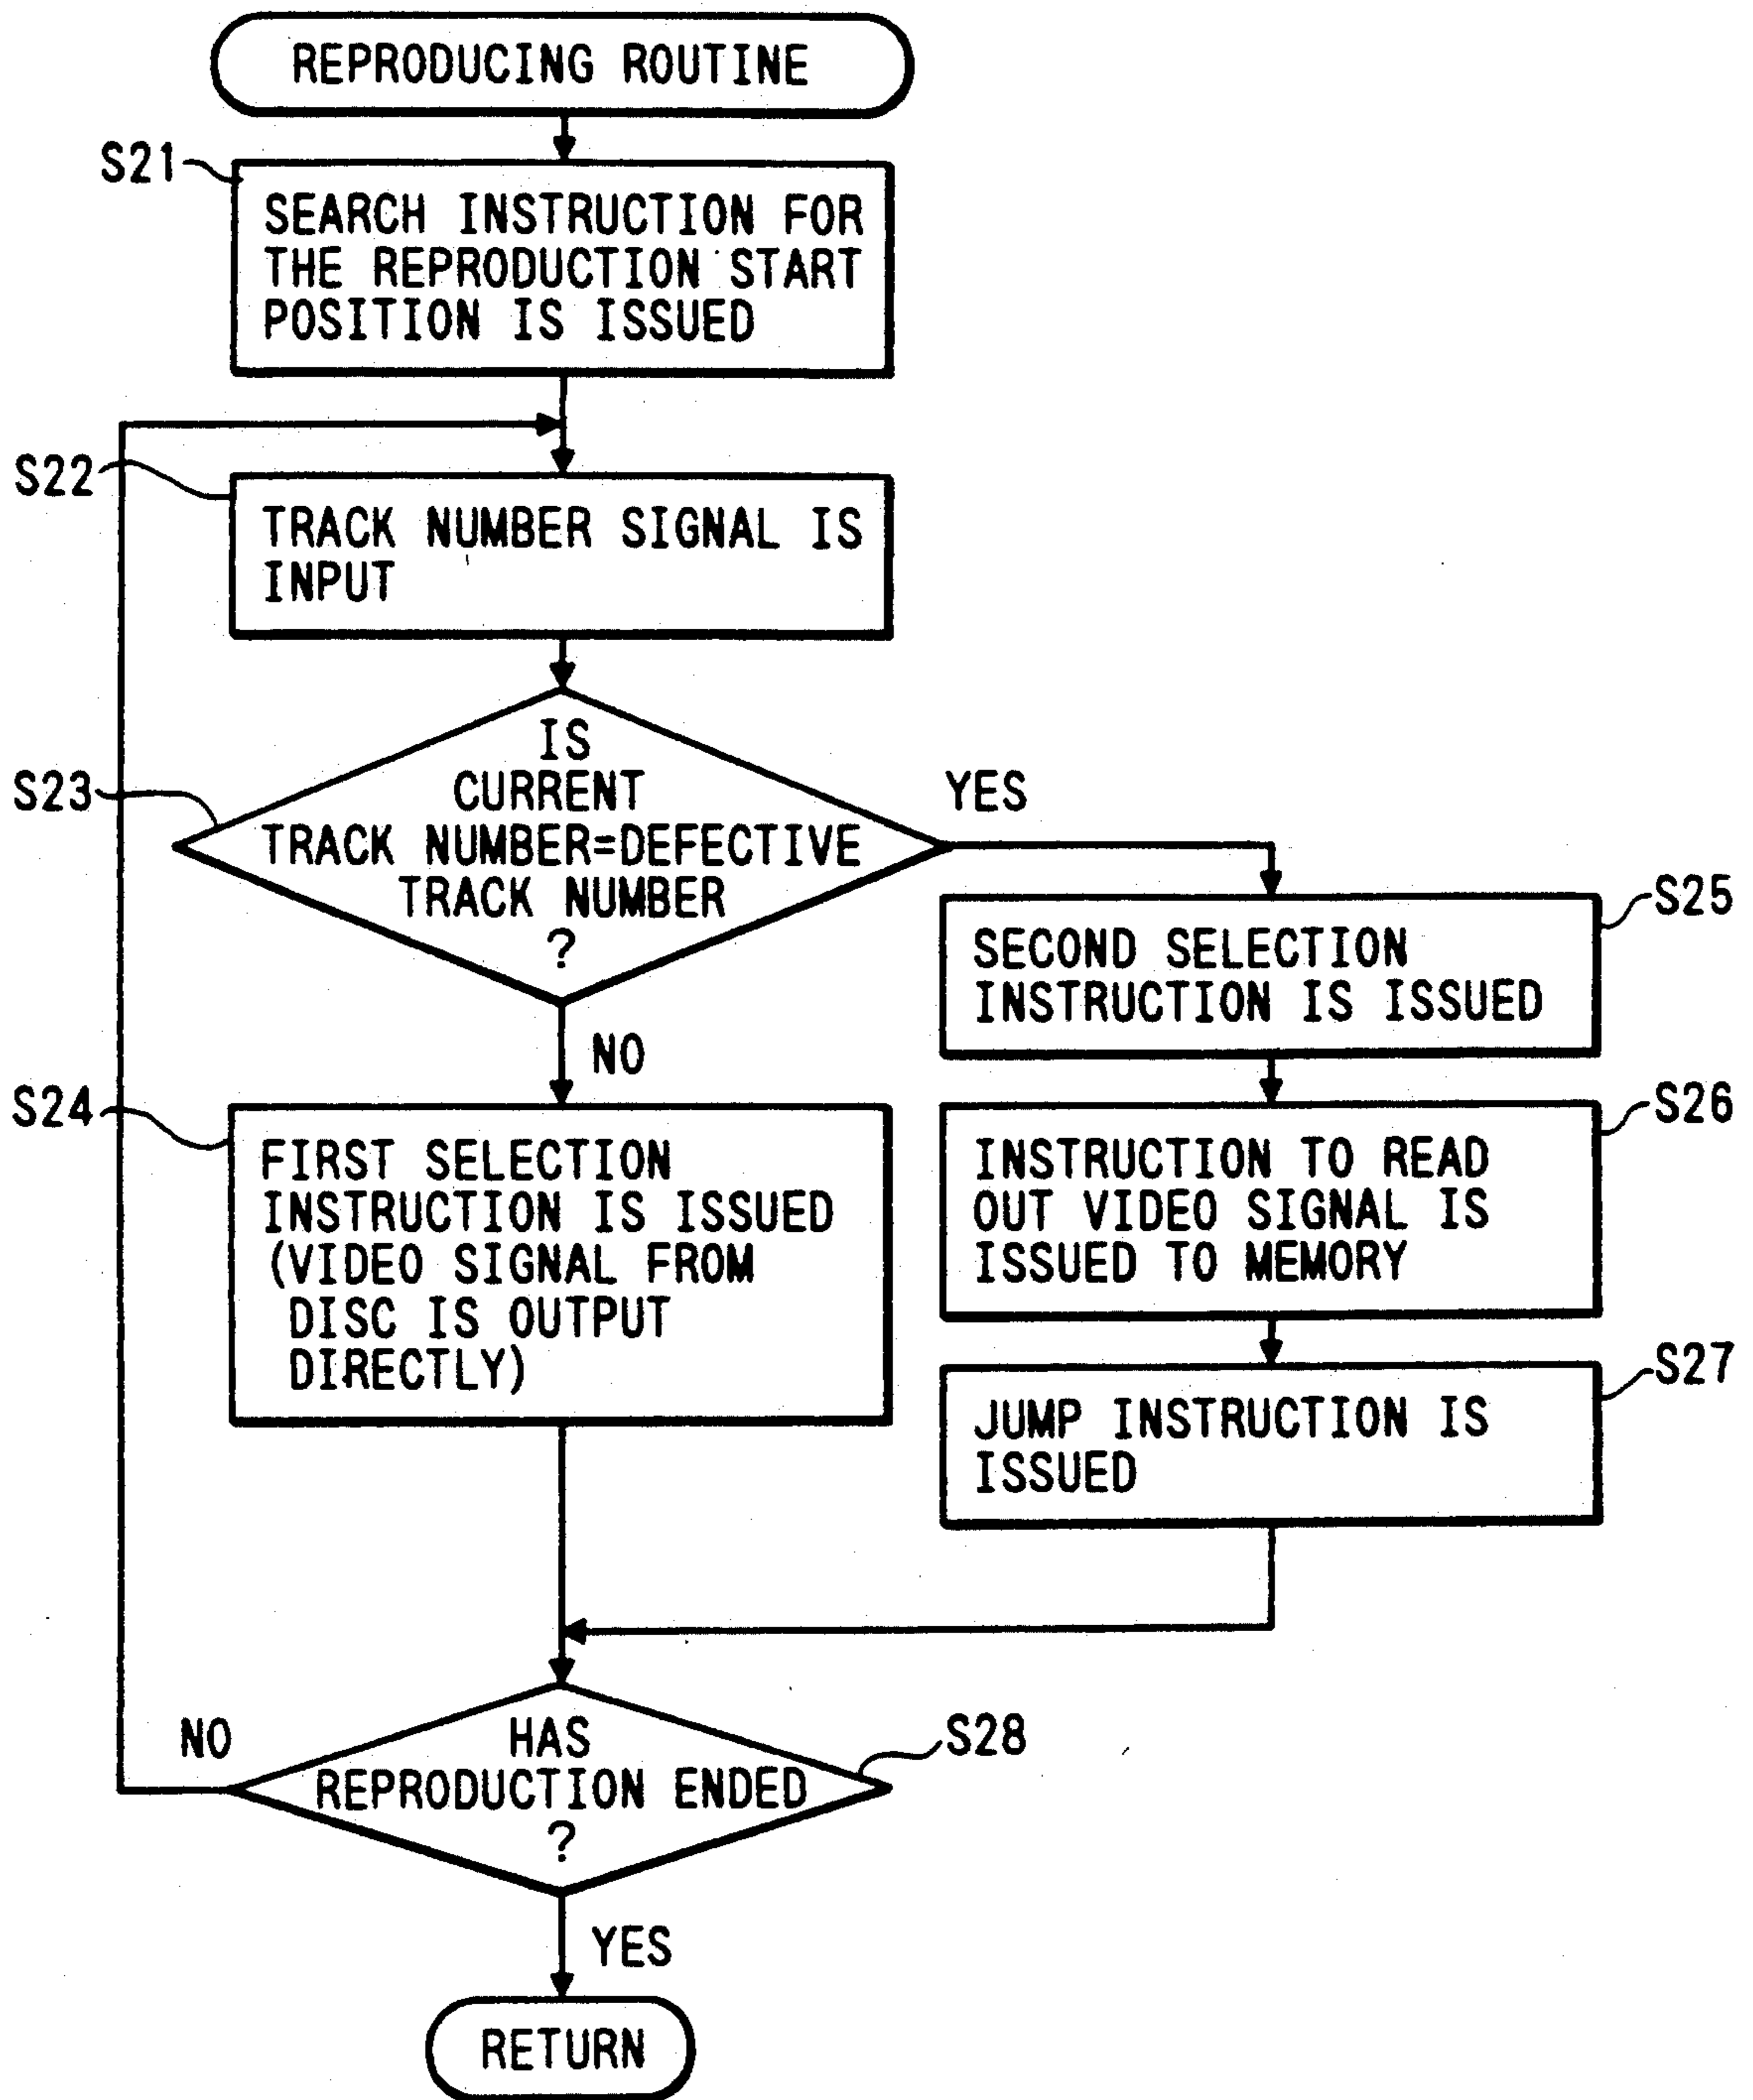 REPRODUCING ROUTINE
S21
SEARCH INSTRUCTION FOR
THE REPRODUCTION START
POSITION IS ISSUED
S22
TRACK NUMBER SIGNAL IS
INPUT
S23
IS
CURRENT
TRACK NUMBER=DEFECTIVE
TRACK NUMBER
?
YES
NO
S24
FIRST SELECTION
INSTRUCTION IS ISSUED
(VIDEO SIGNAL FROM
DISC IS OUTPUT
DIRECTLY)
S25
SECOND SELECTION
INSTRUCTION IS ISSUED
S26
INSTRUCTION TO READ
OUT VIDEO SIGNAL IS
ISSUED TO MEMORY
S27
JUMP INSTRUCTION IS
ISSUED
NO
HAS
REPRODUCTION ENDED
?
S28
YES
RETURN